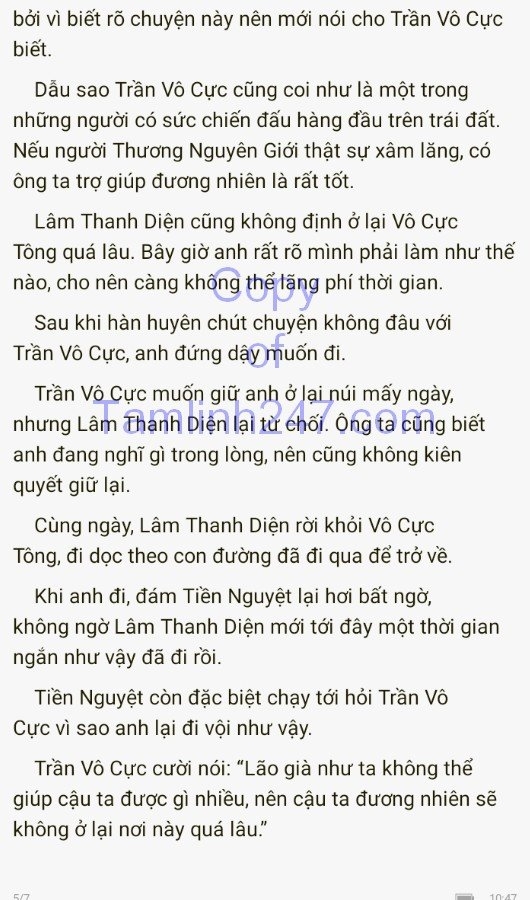 bởi vì biết rõ chuyện này nên mới nói cho Trần Vô Cực
biết.
Dẫu sao Trần Vô Cực cũng coi như là một trong
những người có sức chiến đấu hàng đầu trên trái đất.
Nếu người Thương Nguyên Giới thật sự xâm lăng, có
ông ta trợ giúp đương nhiên là rất tốt.
Lâm Thanh Diện cũng không định ở lại Vô Cực
Tông quá lâu. Bây giờ anh rất rõ mình phải làm như thế
nào, cho nên càng không thể lãng phí thời gian.
Copy
Sau khi hàn huyên chút chuyện không đâu với
Trần Vô Cực, anh đứng dậy muốn đi.
of
Trần Vô Cực muốn giữ anh ở lại núi mấy ngày,
nhưng Lâm Thanh Diện lại từ chối. Ông ta cũng biết
Tamlinh247.com
anh đang nghĩ gì trong lòng, nên cũng không kiên
quyết giữ lại.
Cùng ngày, Lâm Thanh Diện rời khỏi Vô Cực
Tông, đi dọc theo con đường đã đi qua để trở về.
Khi anh đi, đám Tiền Nguyệt lại hơi bất ngờ,
không ngờ Lâm Thanh Diện mới tới đây một thời gian
ngắn như vậy đã đi rồi.
Tiền Nguyệt còn đặc biệt chạy tới hỏi Trần Vô
Cực vì sao anh lại đi vội như vậy.
Trần Vô Cực cười nói: “Lão già như ta không thể
giúp cậu ta được gì nhiều, nên cậu ta đương nhiên sẽ
không ở lại nơi này quá lâu.”
5/7
10:47